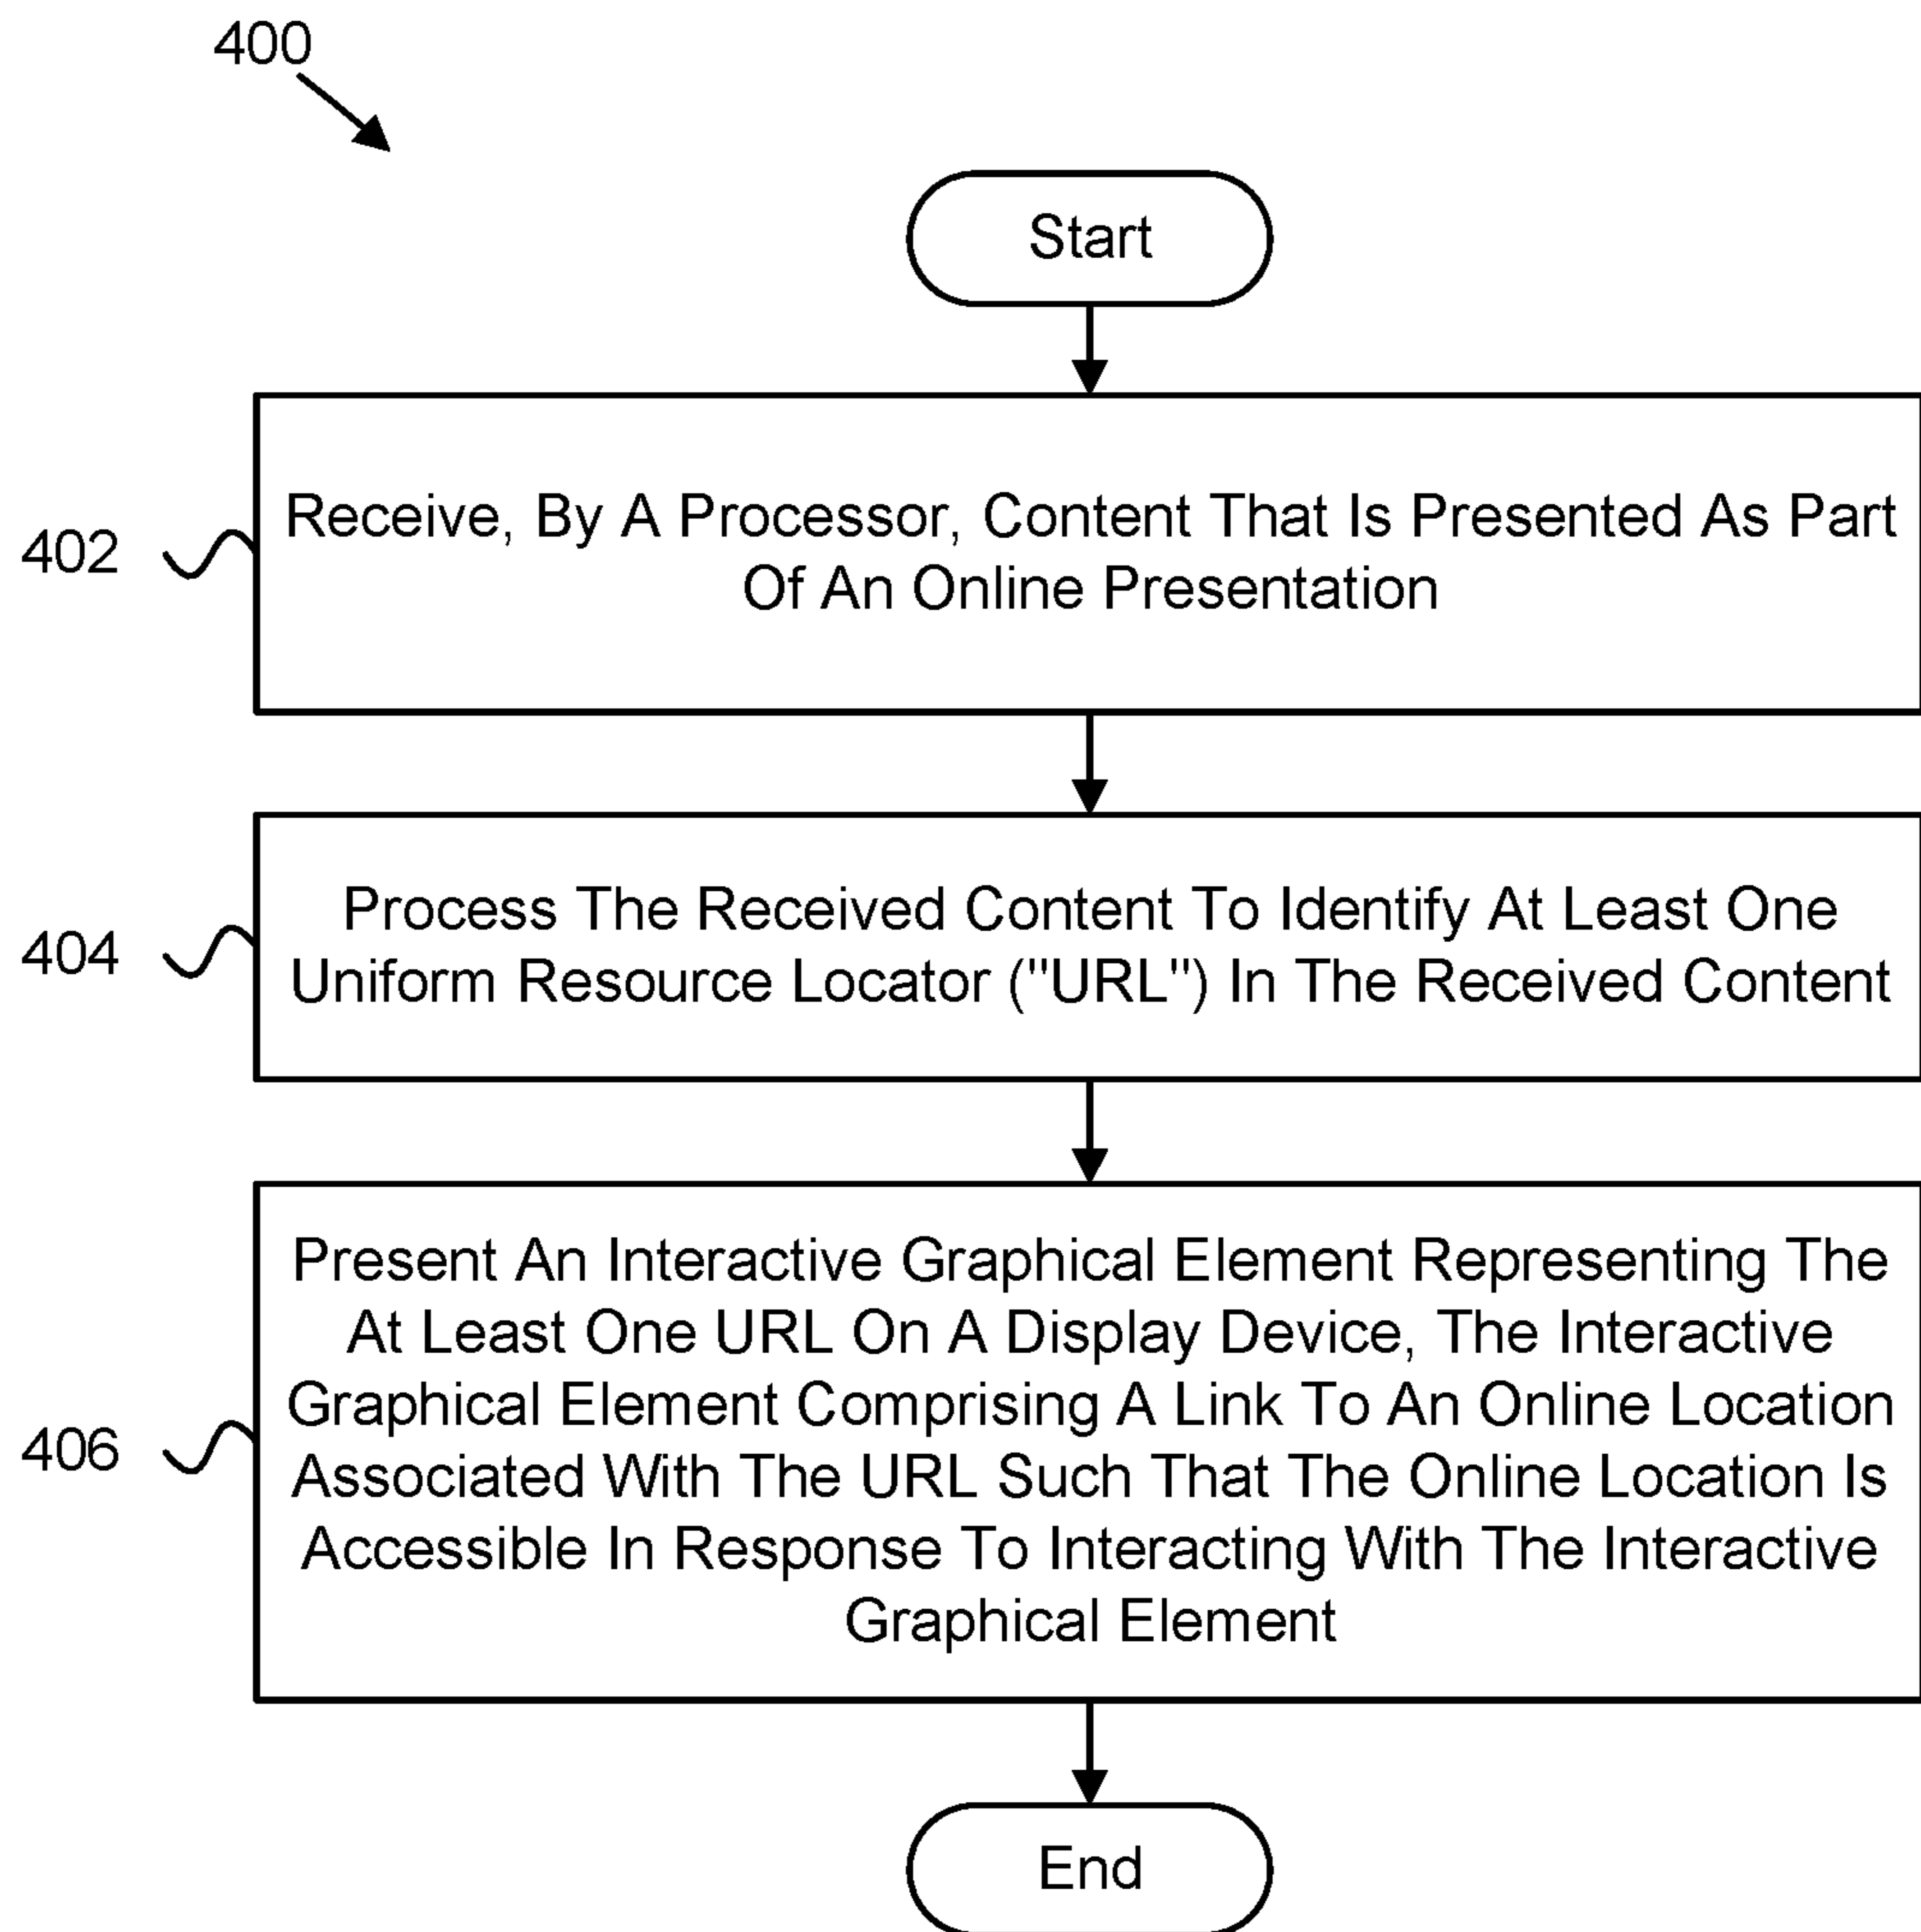 400
Start
402
Receive, By A Processor, Content That Is Presented As Part
Of An Online Presentation
404
Process The Received Content To Identify At Least One
Uniform Resource Locator ("URL") In The Received Content
406
Present An Interactive Graphical Element Representing The
At Least One URL On A Display Device, The Interactive
Graphical Element Comprising A Link To An Online Location
Associated With The URL Such That The Online Location Is
Accessible In Response To Interacting With The Interactive
Graphical Element
End